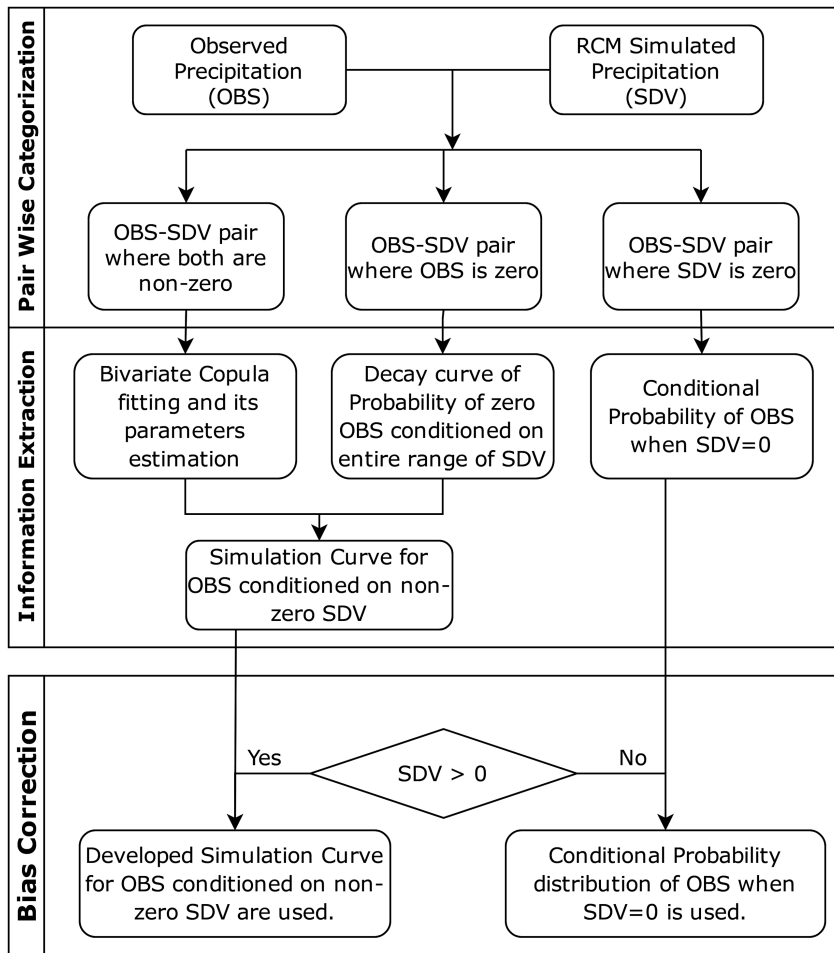 Pair Wise Categorization
Observed
Precipitation
(OBS)
RCM Simulated
Precipitation
(SDV)
OBS-SDV pair
where both are
non-zero
OBS-SDV pair
where OBS is zero
OBS-SDV pair
where SDV is zero
Information Extraction
Bivariate Copula
fitting and its
parameters
estimation
Decay curve of
Probability of zero
OBS conditioned on
entire range of SDV
Conditional
Probability of OBS
when SDV=0
Simulation Curve for
OBS conditioned on non-
zero SDV
Bias Correction
Yes
SDV > 0
No
Developed Simulation Curve
for OBS conditioned on non-
zero SDV are used.
Conditional Probability
distribution of OBS when
SDV=0 is used.